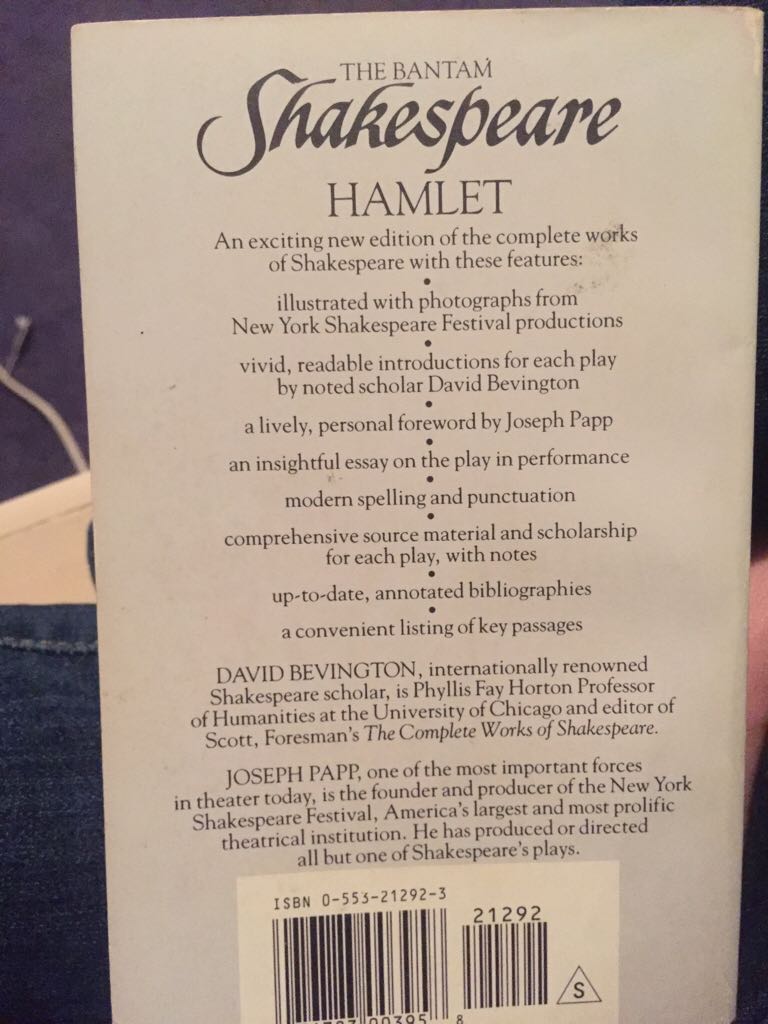 THE BANTAM
Shakespeare
HAMLET
An exciting new edition of the complete works
of Shakespeare with these features:
•
illustrated with photographs from
New York Shakespeare Festival productions
•
vivid, readable introductions for each play
by noted scholar David Bevington
•
a lively, personal foreword by Joseph Papp
•
an insightful essay on the play in performance
•
modern spelling and punctuation
•
comprehensive source material and scholarship
for each play, with notes
•
up-to-date, annotated bibliographies
•
a convenient listing of key passages
DAVID BEVINGTON, internationally renowned
Shakespeare scholar, is Phyllis Fay Horton Professor
of Humanities at the University of Chicago and editor of
Scott, Foresman's The Complete Works of Shakespeare.
JOSEPH PAPP, one of the most important forces
in theater today, is the founder and producer of the New York
Shakespeare Festival, America's largest and most prolific
theatrical institution. He has produced or directed
all but one of Shakespeare's plays.
ISBN 0-553-21292-3
21292
S
00395 8